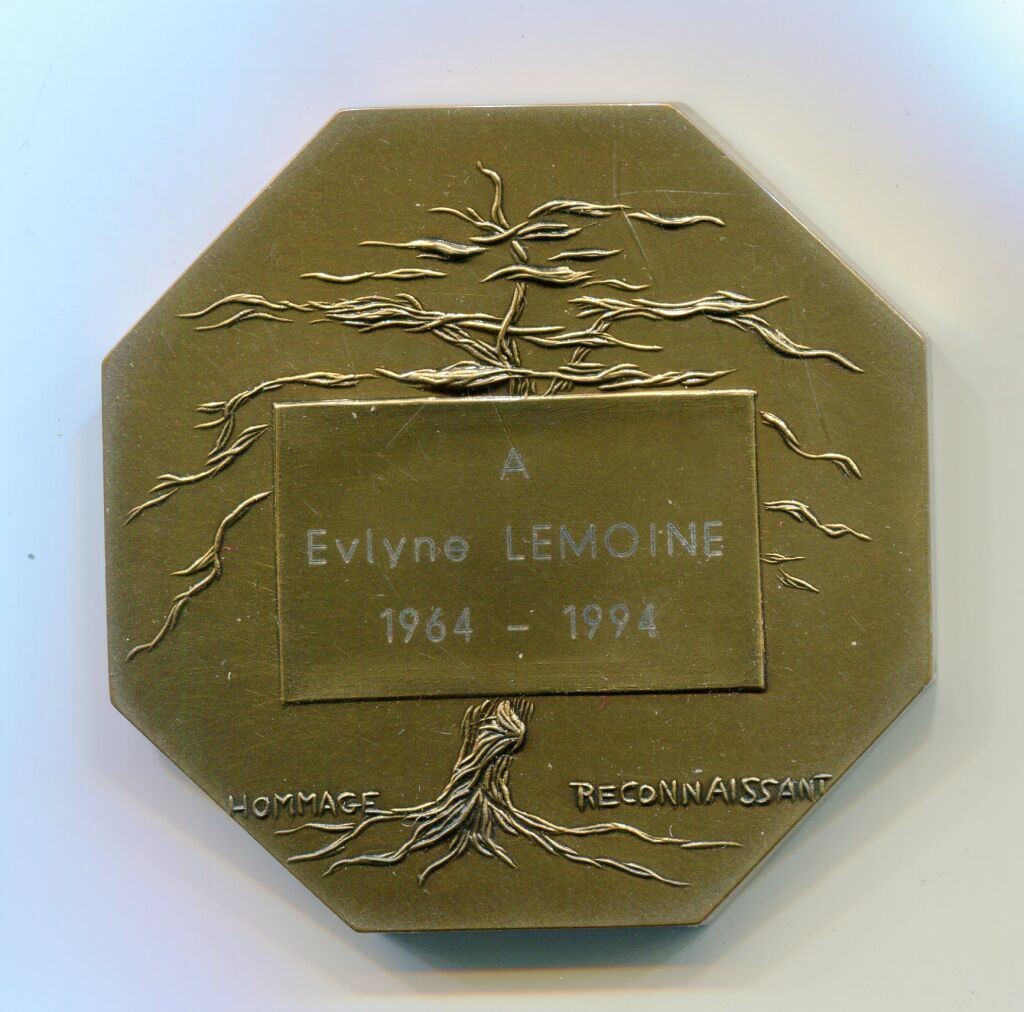 A
Evlyne LEMOINE
1964 - 1994
HOMMAGE RECONNAISSANT